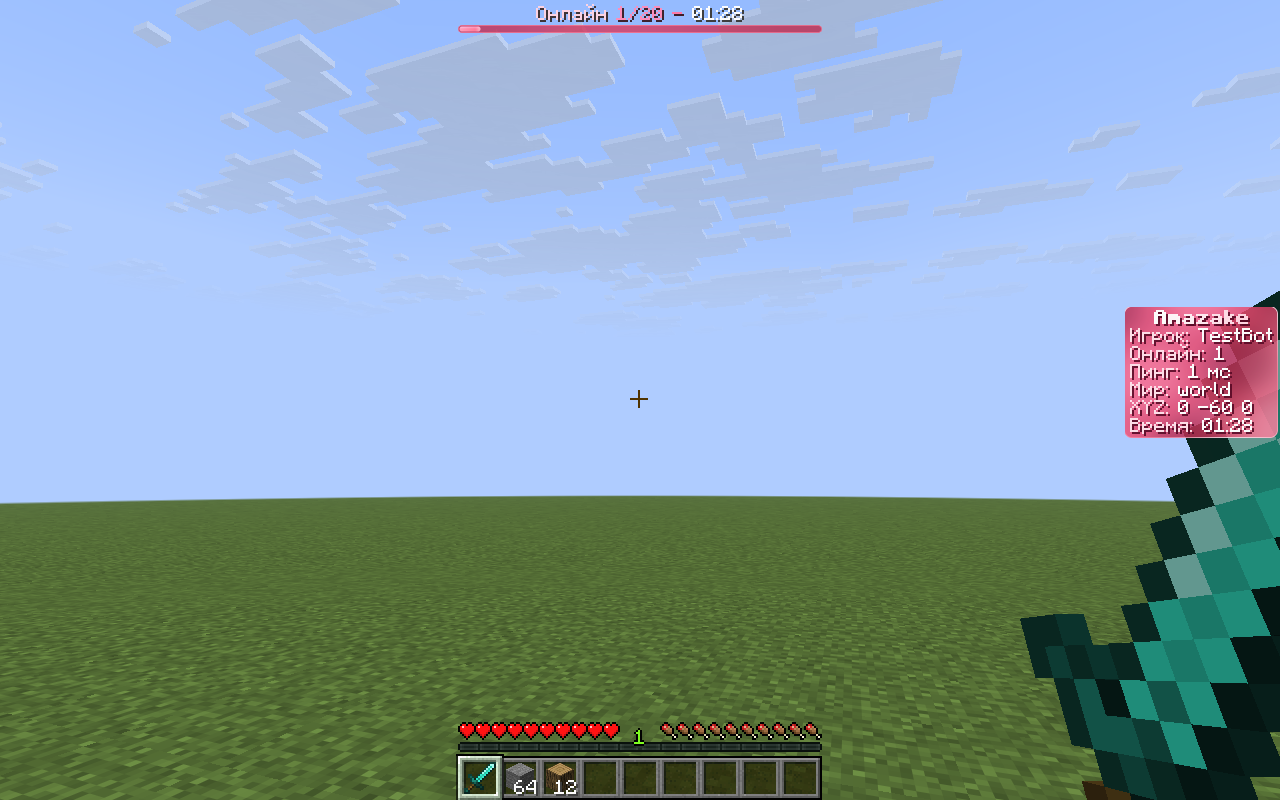 Онлайн 1/20 - 01:28
Amazake
Игрок: TestBot
Онлайн: 1
Пинг: 1 мс
Мир: world
XYZ: 0 -60 0
Время: 01:28
1
64 12